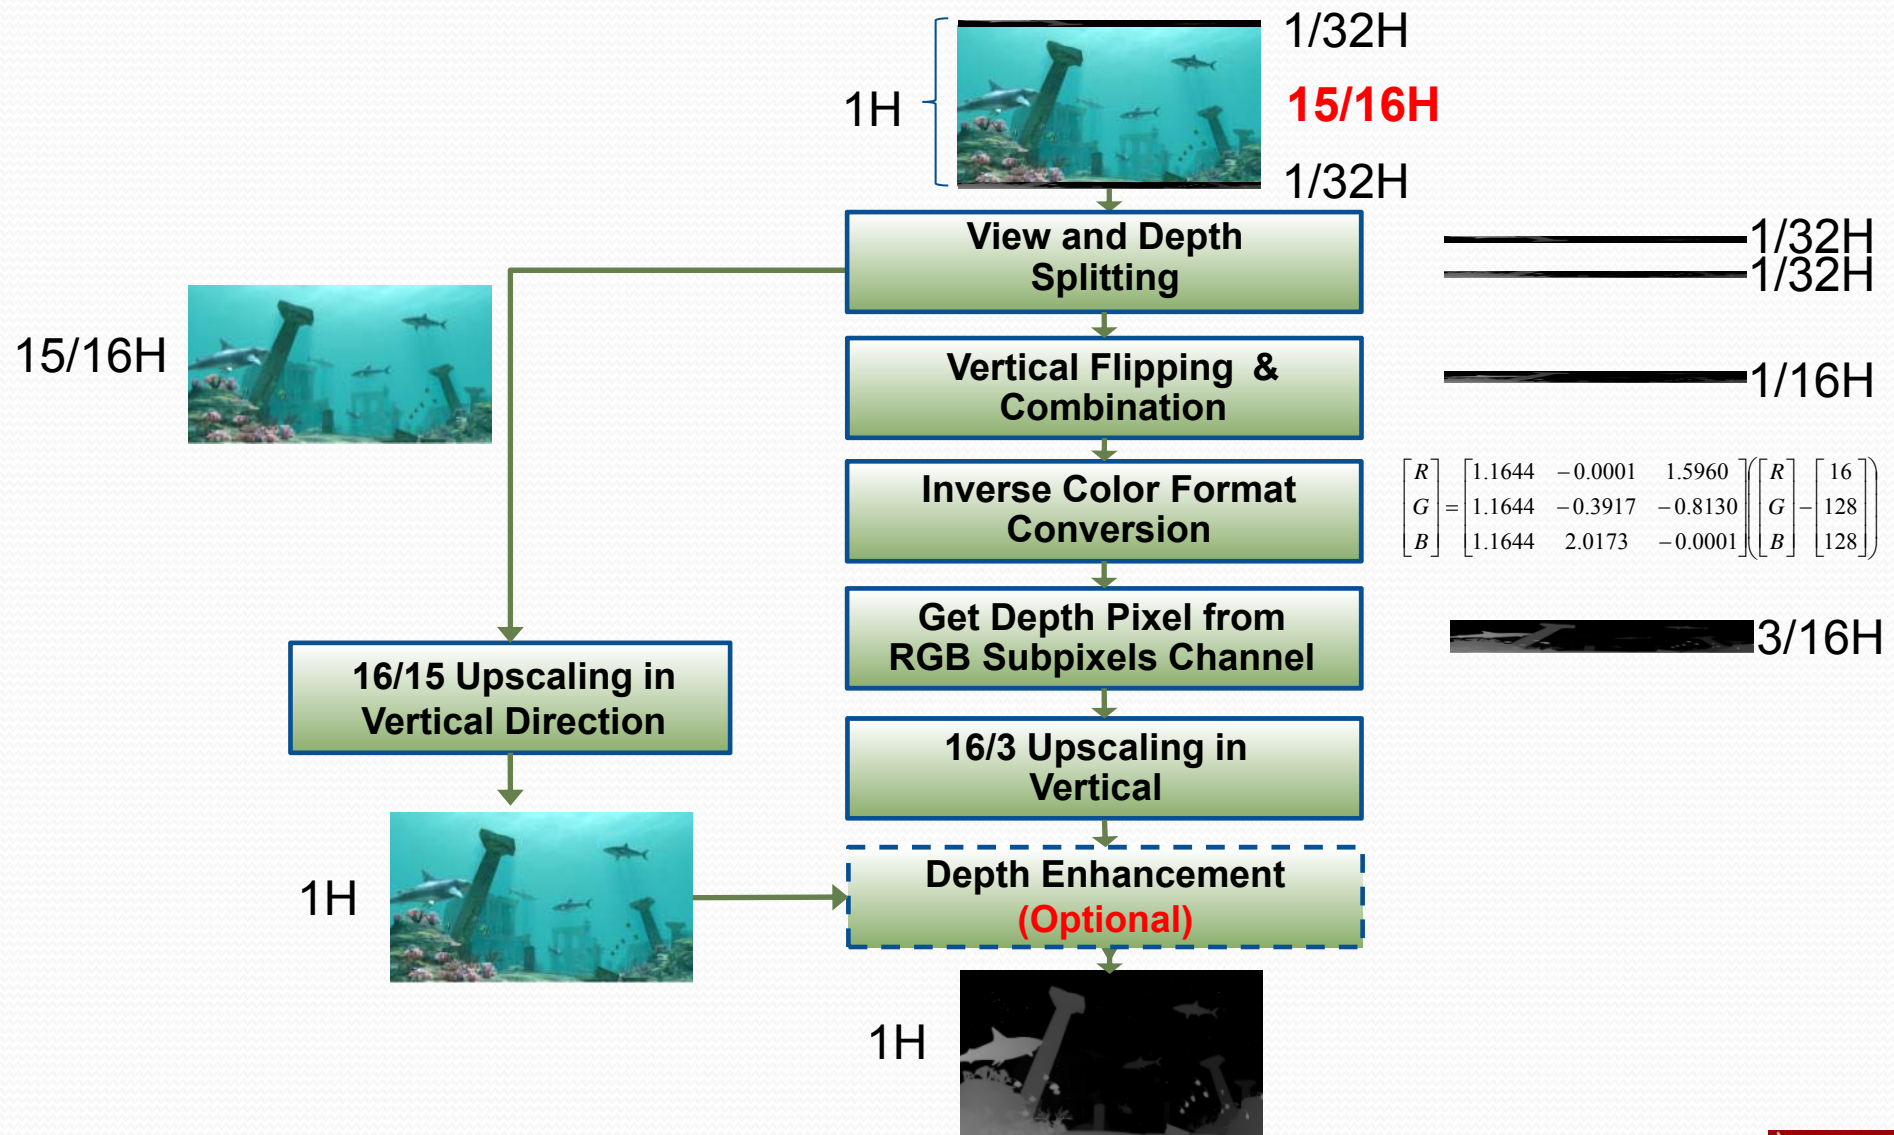 1/32H
1H
15/16H
1/32H
View and Depth
Splitting
1/32H
1/32H
15/16H
Vertical Flipping &
Combination
1/16H
Inverse Color Format
Conversion
[R] [1.1644 −0.0001 1.5960] ([R] [16])
[G] = [1.1644 −0.3917 −0.8130] ([G] − [128])
[B] [1.1644 2.0173 −0.0001] ([B] [128])
Get Depth Pixel from
RGB Subpixels Channel
3/16H
16/15 Upscaling in
Vertical Direction
16/3 Upscaling in
Vertical
1H
Depth Enhancement
(Optional)
1H